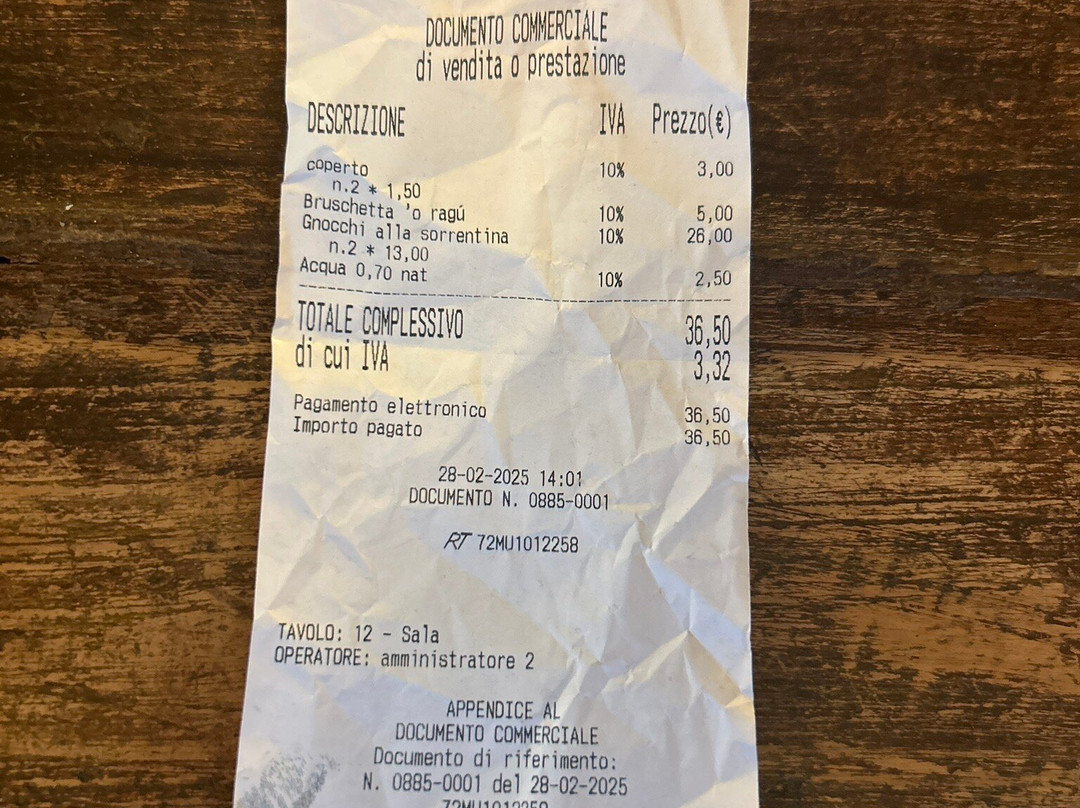 DOCUMENTO COMMERCIALE
di vendita o prestazione
DESCRIZIONE IVA Prezzo(€)
coperto 10% 3,00
n.2 * 1,50
Bruschetta 'o ragú 10% 5,00
Gnocchi alla sorrentina 10% 26,00
n.2 * 13,00
Acqua 0,70 nat 10% 2,50
TOTALE COMPLESSIVO 36,50
di cui IVA 3,32
Pagamento elettronico 36,50
Importo pagato 36,50
28-02-2025 14:01
DOCUMENTO N. 0885-0001
RT 72MU1012258
TAVOLO: 12 - Sala
OPERATORE: amministratore 2
APPENDICE AL
DOCUMENTO COMMERCIALE
Documento di riferimento:
N. 0885-0001 del 28-02-2025